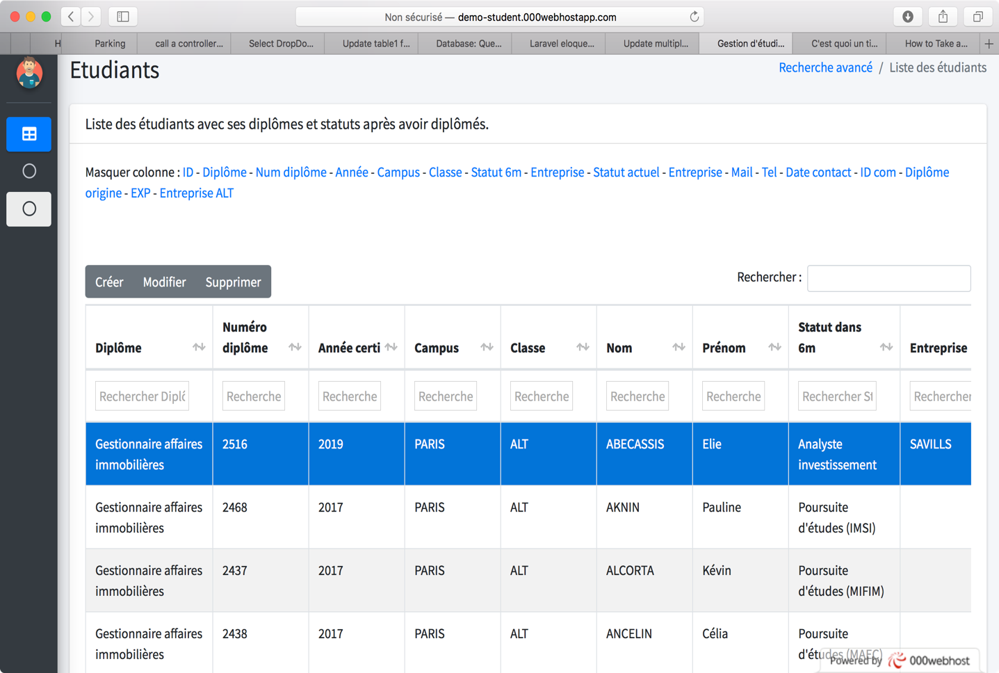 Non sécurisé — demo-student.000webhostapp.com
H
Parking
call a controller...
Select DropDo...
Update table1 f...
Database: Que...
Laravel eloque...
Update multipl...
Gestion d'étudi...
C'est quoi un ti...
How to Take a...
Etudiants
Recherche avancé / Liste des étudiants
Liste des étudiants avec ses diplômes et statuts après avoir diplômés.
Masquer colonne : ID - Diplôme - Num diplôme - Année - Campus - Classe - Statut 6m - Entreprise - Statut actuel - Entreprise - Mail - Tel - Date contact - ID com - Diplôme
origine - EXP - Entreprise ALT
Créer Modifier Supprimer
Rechercher :
Diplôme Numéro diplôme Année certi Campus Classe Nom Prénom Statut dans 6m Entreprise
Rechercher Diplô Recherche Recherche Recherche Recherche Recherche Recherche Rechercher St Rechercher
Gestionnaire affaires immobilières 2516 2019 PARIS ALT ABECASSIS Elie Analyste investissement SAVILLS
Gestionnaire affaires immobilières 2468 2017 PARIS ALT AKNIN Pauline Poursuite d'études (IMSI)
Gestionnaire affaires immobilières 2437 2017 PARIS ALT ALCORTA Kévin Poursuite d'études (MIFIM)
Gestionnaire affaires immobilières 2438 2017 PARIS ALT ANCELIN Célia Poursuite d'études (MAFC)
Powered by 000webhost